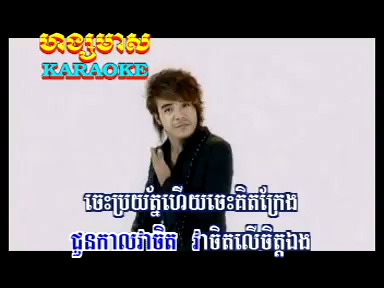 ហង្សមាស
KARAOKE
ចេះប្រយ័ត្នហើយចេះគិតក្រែង
ជួនកាលវាចិត វាចិតលើចិត្តឯង